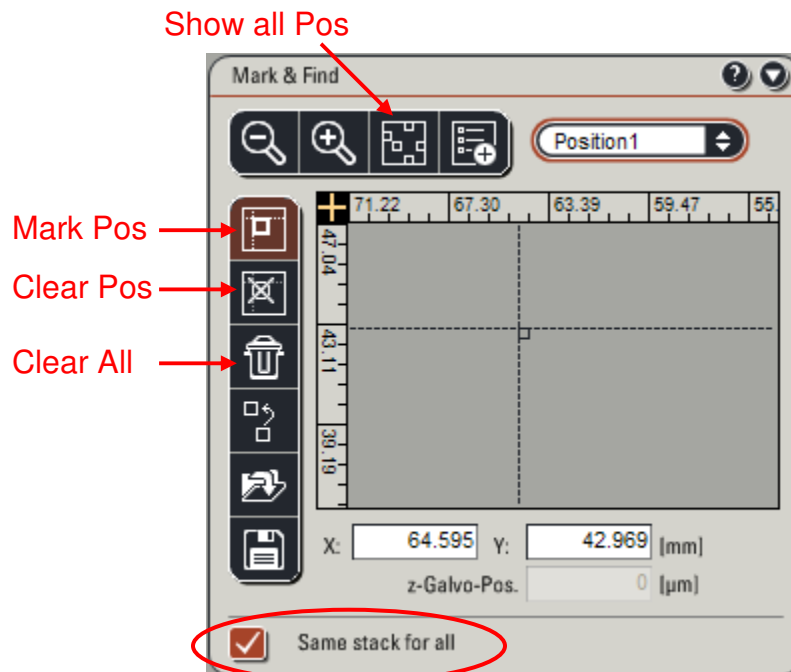 Show all Pos
Mark & Find
?
Position1
71.22 67.30 63.39 59.47 55.
47.04
43.11
39.19
Mark Pos
Clear Pos
Clear All
X: 64.595 Y: 42.969 [mm]
z-Galvo-Pos. 0 [µm]
Same stack for all